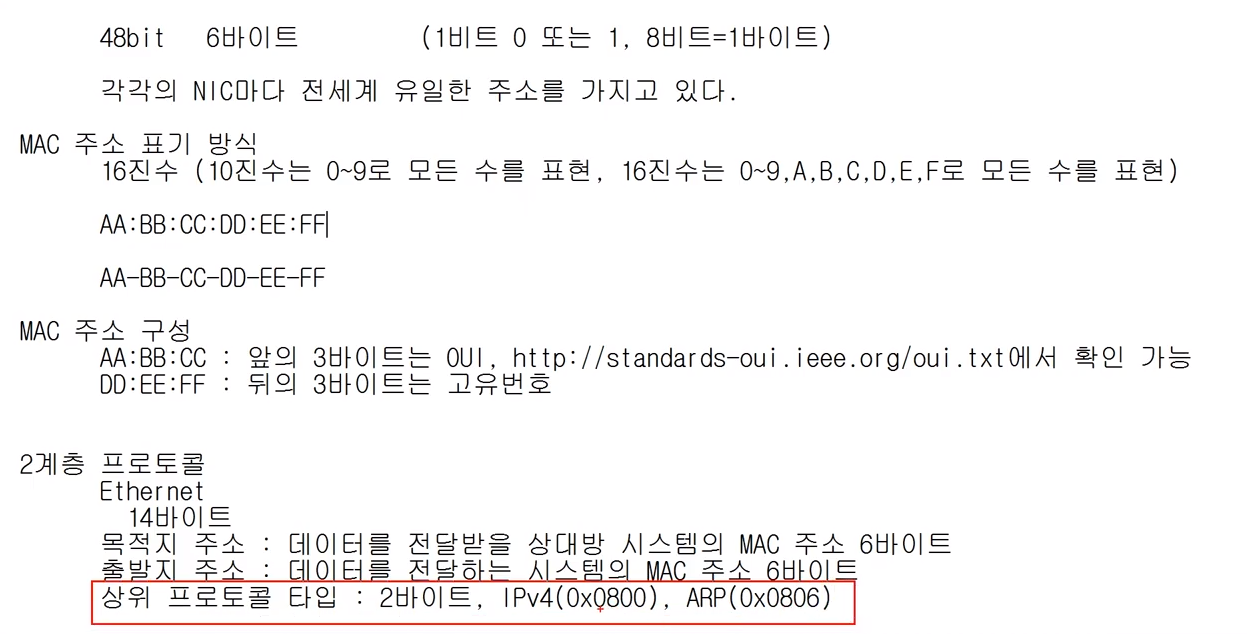 48bit 6바이트 (1비트 0 또는 1, 8비트=1바이트)
각각의 NIC마다 전세계 유일한 주소를 가지고 있다.
MAC 주소 표기 방식
16진수 (10진수는 0~9로 모든 수를 표현, 16진수는 0~9,A,B,C,D,E,F로 모든 수를 표현)
AA:BB:CC:DD:EE:FF
AA-BB-CC-DD-EE-FF
MAC 주소 구성
AA:BB:CC : 앞의 3바이트는 OUI, http://standards-oui.ieee.org/oui.txt에서 확인 가능
DD:EE:FF : 뒤의 3바이트는 고유번호
2계층 프로토콜
Ethernet
14바이트
목적지 주소 : 데이터를 전달받을 상대방 시스템의 MAC 주소 6바이트
출발지 주소 : 데이터를 전달하는 시스템의 MAC 주소 6바이트
상위 프로토콜 타입 : 2바이트, IPv4(0x0800), ARP(0x0806)